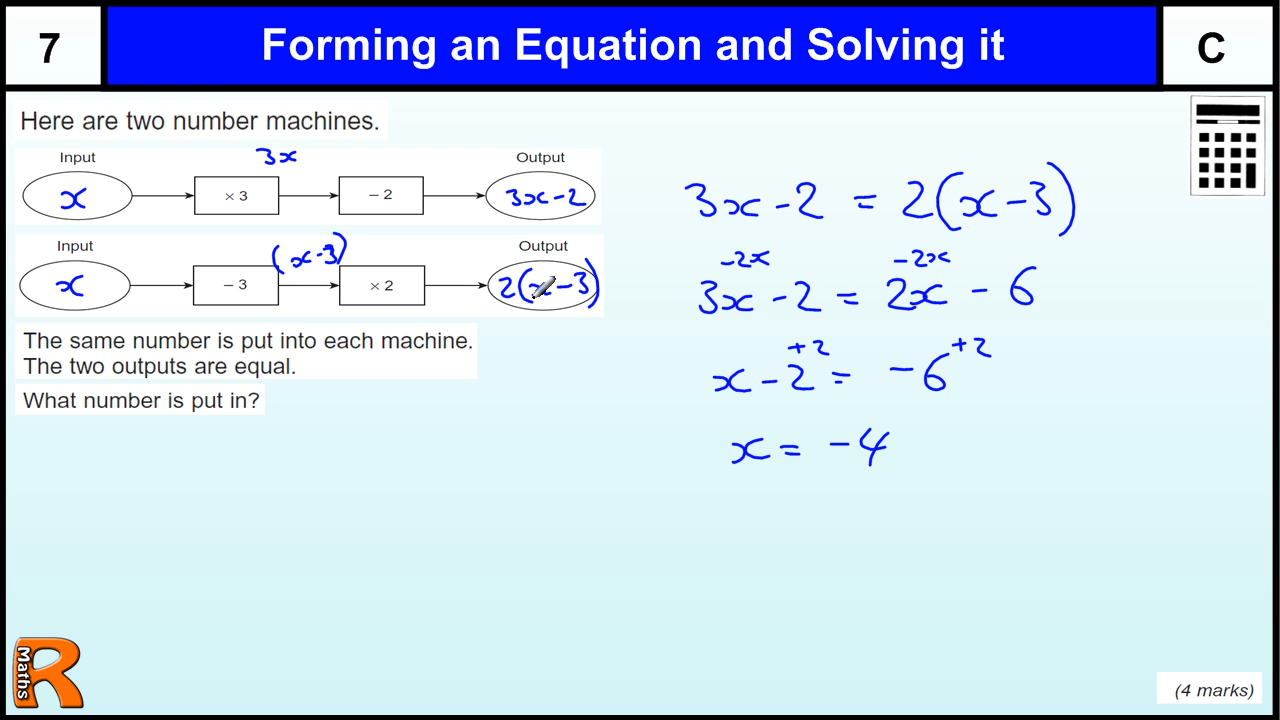 7
Forming an Equation and Solving it
C
Here are two number machines.
Input
3x
Output
x
× 3
– 2
3x-2
Input
(x-3)
Output
x
– 3
× 2
2(x-3)
The same number is put into each machine.
The two outputs are equal.
What number is put in?
3x-2 = 2(x-3)
-2x -2x
3x-2 = 2x - 6
+2 +2
x-2 = -6
x = -4
R Maths
(4 marks)